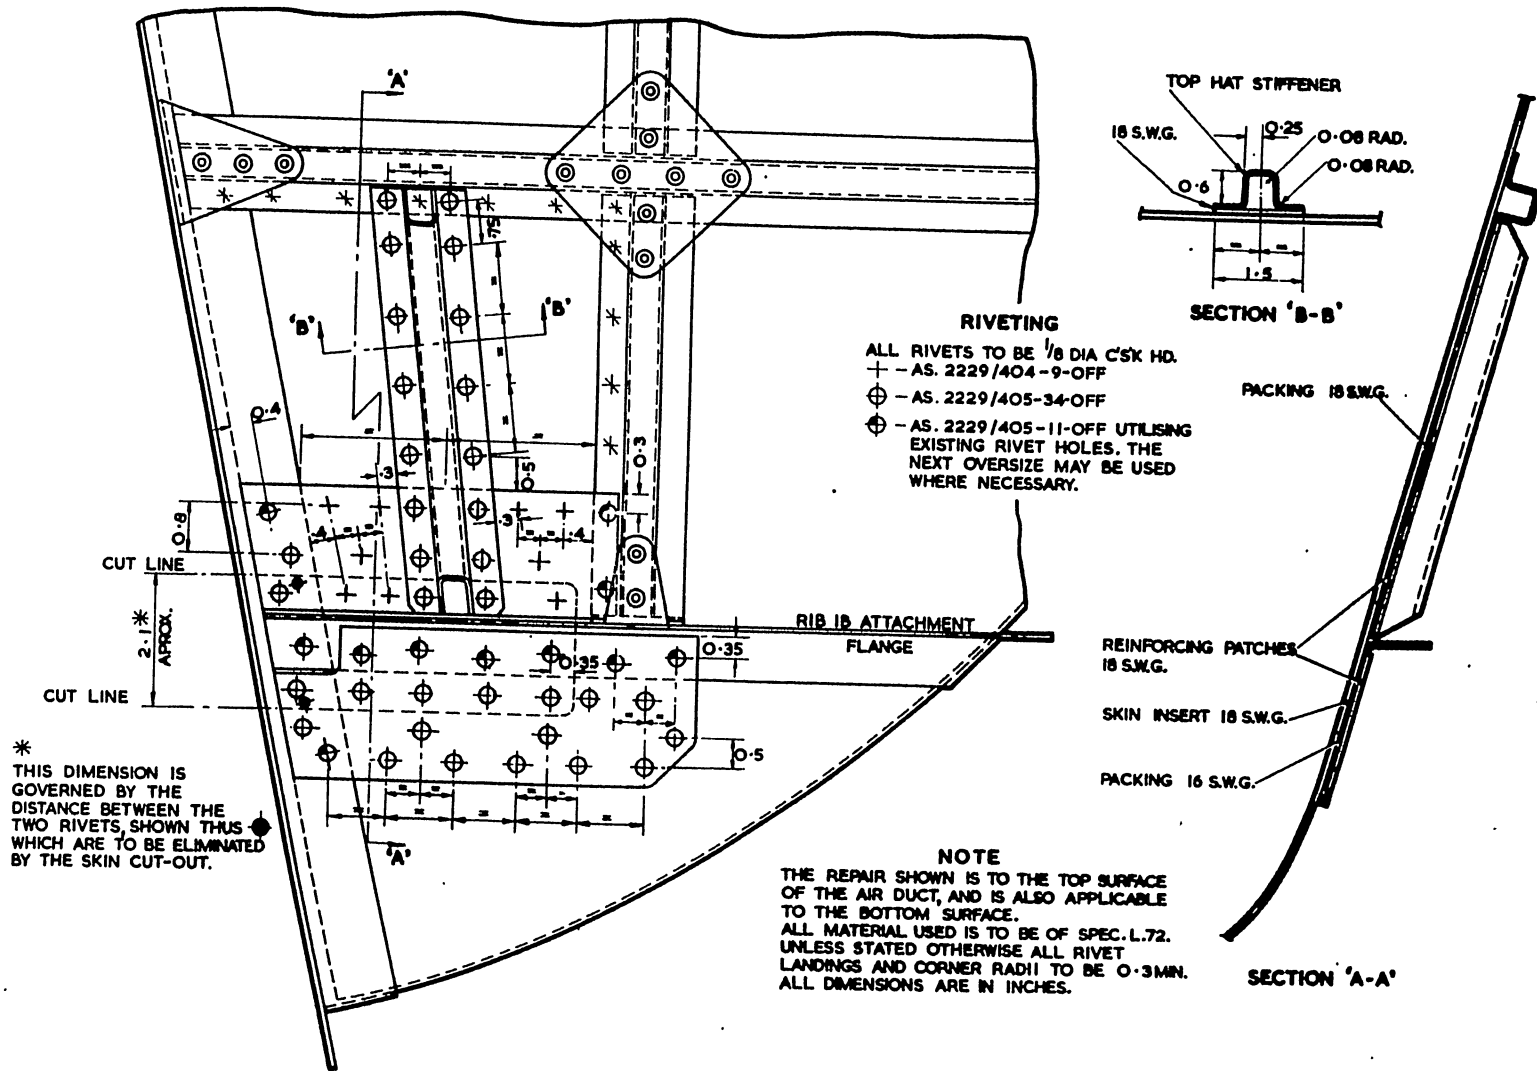 'A'
TOP HAT STIFFENER
18 S.W.G.
0·25
0·08 RAD.
0·08 RAD.
0·6
=
=
1·5
SECTION 'B-B'
=
=
·75
=
'B'
'B'
=
=
0·4
=
=
·3
0·5
0·3
RIVETING
ALL RIVETS TO BE 1/8 DIA C'S'K HD.
- AS. 2229/404-9-OFF
- AS. 2229/405-34-OFF
- AS. 2229/405-11-OFF UTILISING
EXISTING RIVET HOLES. THE
NEXT OVERSIZE MAY BE USED
WHERE NECESSARY.
PACKING 18 S.W.G.
0·8
·4
=
=
·3
=
=
·4
CUT LINE
2·1*
APPROX.
RIB 1B ATTACHMENT
FLANGE
0·35
0·35
CUT LINE
=
=
0·5
REINFORCING PATCHES
18 S.W.G.
SKIN INSERT 18 S.W.G.
PACKING 16 S.W.G.
*
THIS DIMENSION IS
GOVERNED BY THE
DISTANCE BETWEEN THE
TWO RIVETS, SHOWN THUS
WHICH ARE TO BE ELIMINATED
BY THE SKIN CUT-OUT.
=
=
=
=
=
=
=
=
=
'A'
NOTE
THE REPAIR SHOWN IS TO THE TOP SURFACE
OF THE AIR DUCT, AND IS ALSO APPLICABLE
TO THE BOTTOM SURFACE.
ALL MATERIAL USED IS TO BE OF SPEC. L.72.
UNLESS STATED OTHERWISE ALL RIVET
LANDINGS AND CORNER RADII TO BE 0·3 MIN.
ALL DIMENSIONS ARE IN INCHES.
SECTION 'A-A'